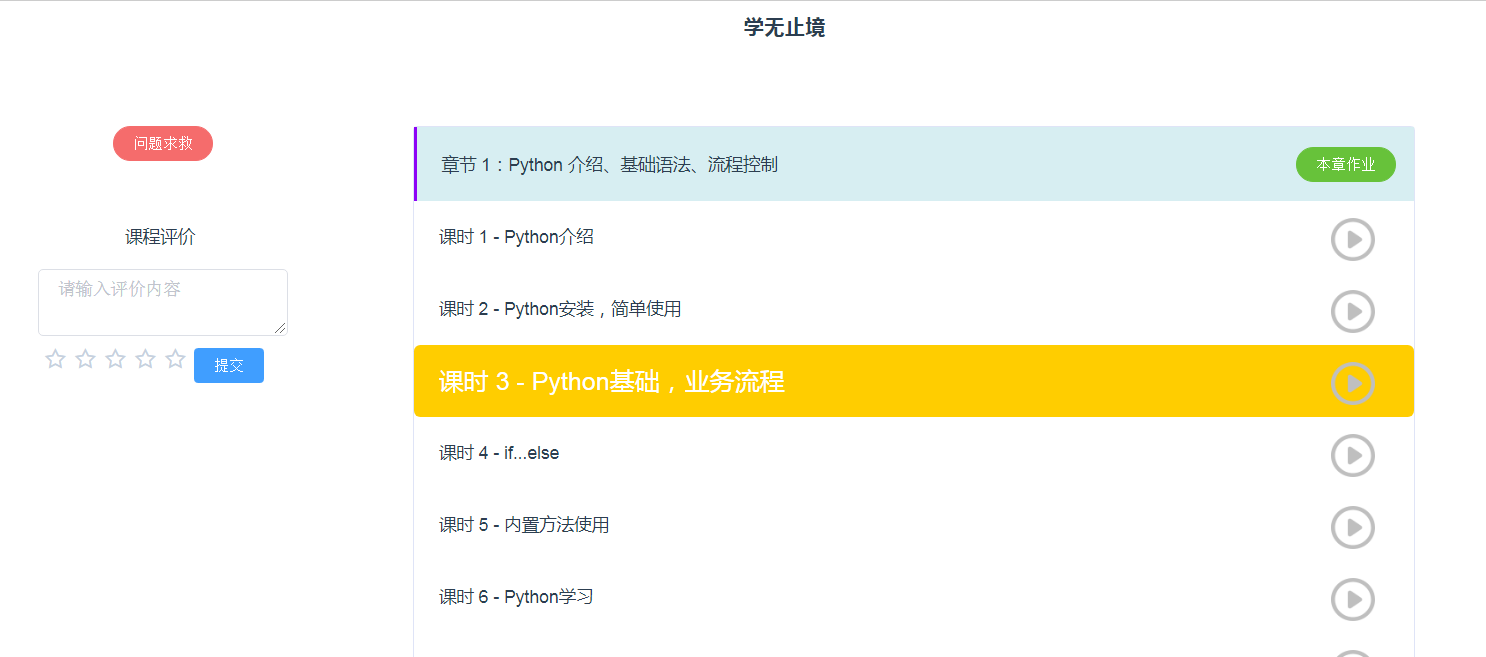 学无止境
问题求救
课程评价
请输入评价内容
提交
章节 1：Python 介绍、基础语法、流程控制
本章作业
课时 1 - Python介绍
课时 2 - Python安装，简单使用
课时 3 - Python基础，业务流程
课时 4 - if...else
课时 5 - 内置方法使用
课时 6 - Python学习